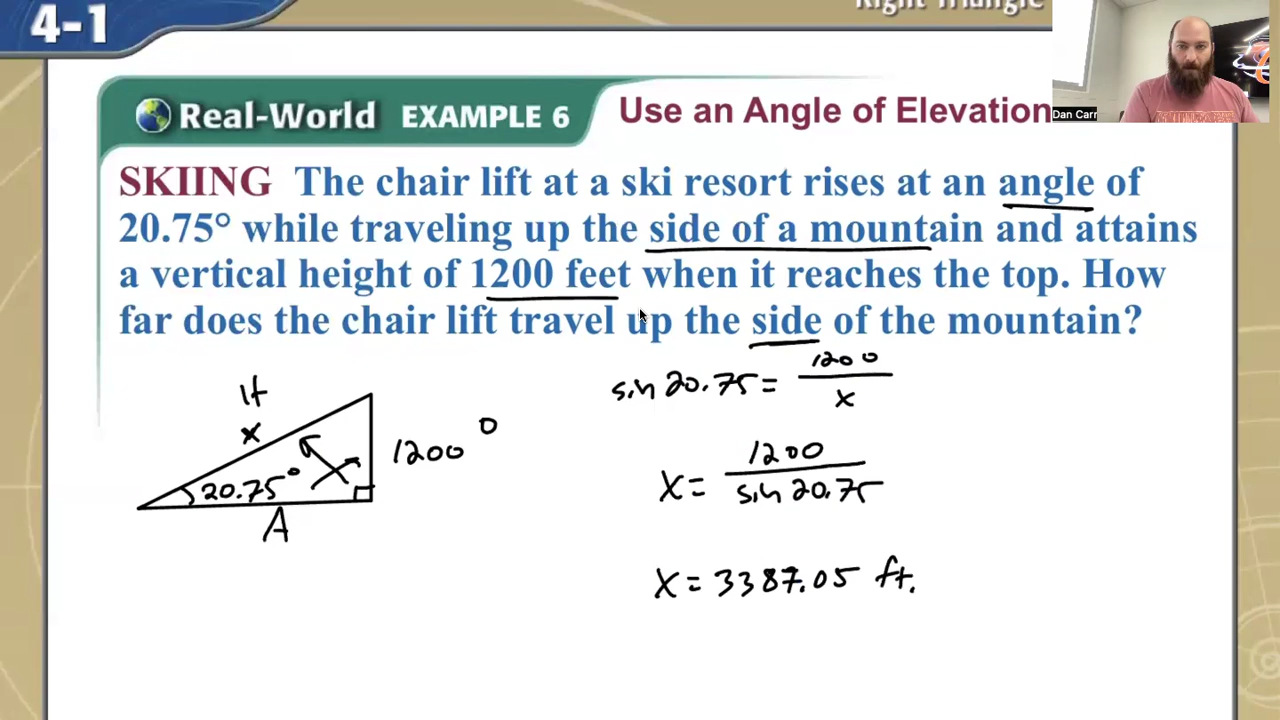 4-1
Right Triangle
Dan Carr
Real-World EXAMPLE 6
Use an Angle of Elevation
SKIING The chair lift at a ski resort rises at an angle of
20.75° while traveling up the side of a mountain and attains
a vertical height of 1200 feet when it reaches the top. How
far does the chair lift travel up the side of the mountain?
sin 20.75 = 1200
x
H
x
1200 O
20.75°
A
x = 1200
sin 20.75
x = 3387.05 ft.